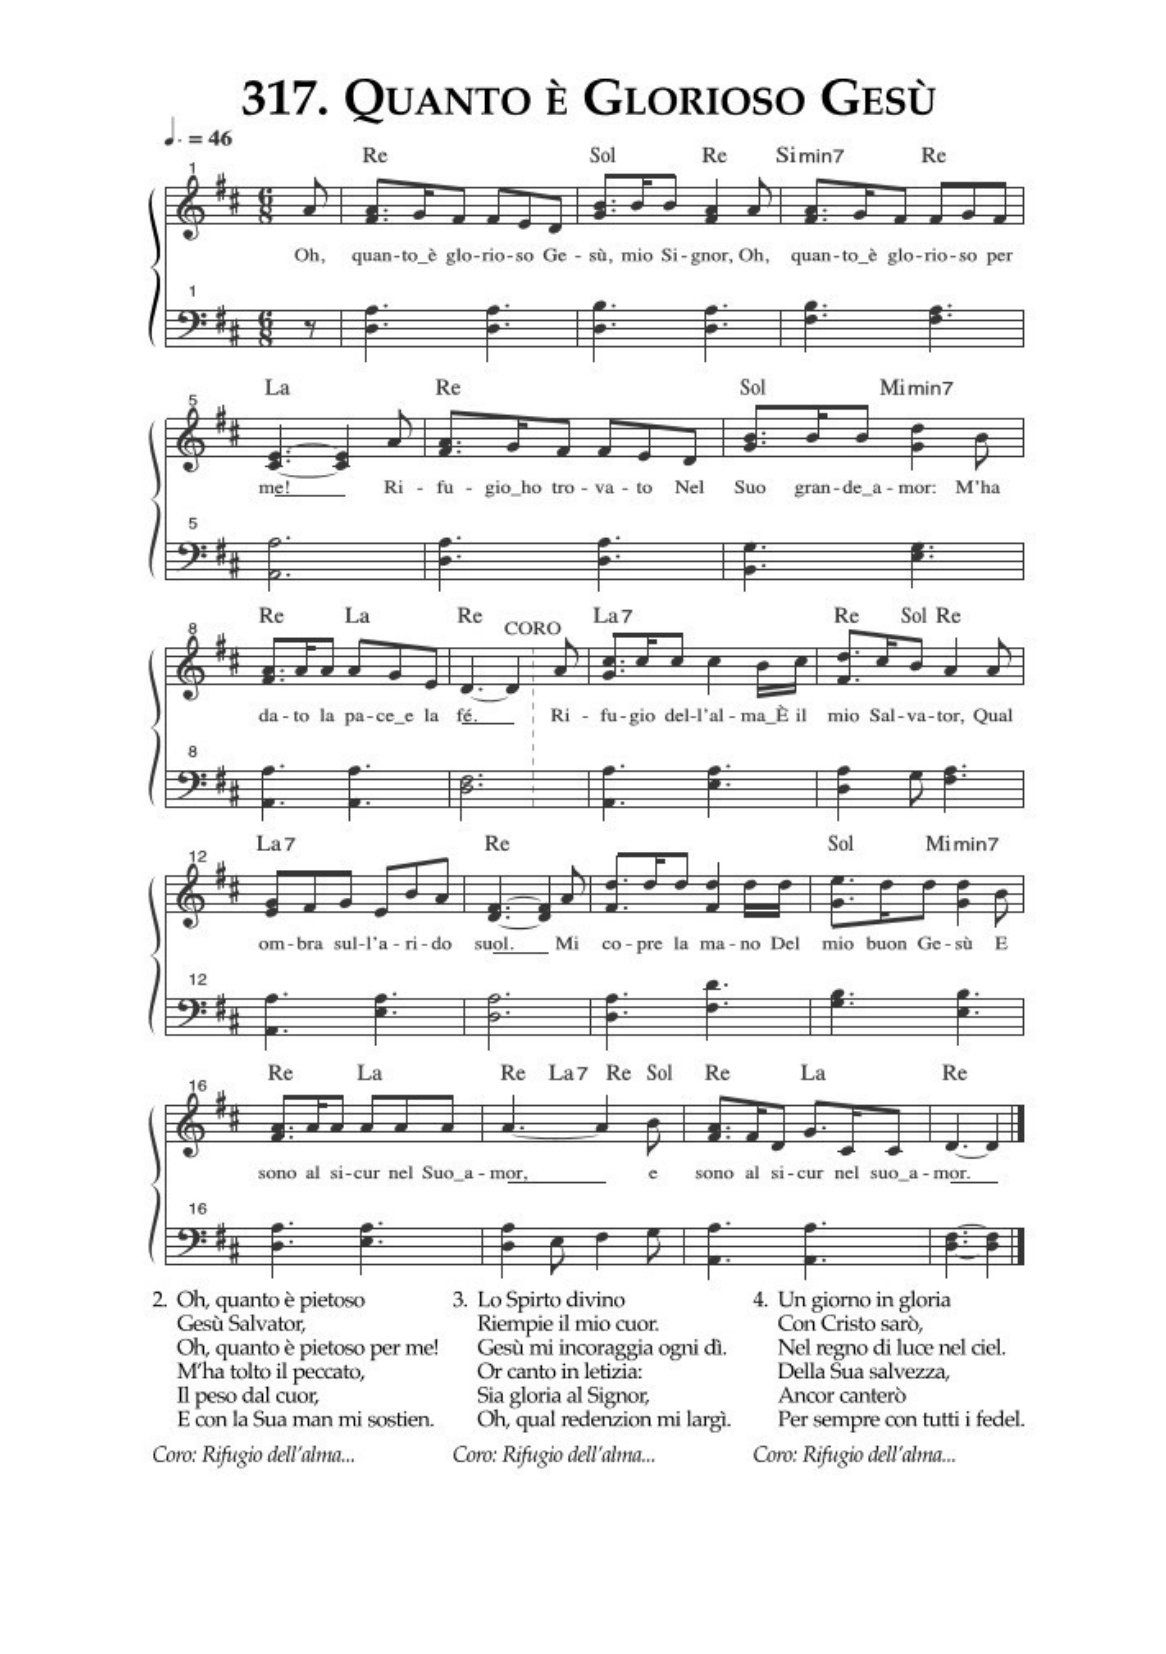 317. Quanto è Glorioso Gesù
♩. = 46
Re Sol Re Simin7 Re
1
6 8
Oh, quan-to_è glo-rio-so Ge - sù, mio Si-gnor, Oh, quan-to_è glo-rio-so per
1
6 8
La Re Sol Mimin7
5
me! Ri - fu - gio_ho tro - va - to Nel Suo gran-de_a-mor: M'ha
5
Re La Re CORO La7 Re Sol Re
8
da-to la pa-ce_e la fé. Ri - fu-gio del-l'al-ma_È il mio Sal-va-tor, Qual
8
La7 Re Sol Mimin7
12
om-bra sul-l'a-ri-do suol. Mi co-pre la ma-no Del mio buon Ge-sù E
12
Re La Re La7 Re Sol Re La Re
16
sono al si-cur nel Suo_a-mor, e sono al si-cur nel suo_a-mor.
16
2. Oh, quanto è pietoso
Gesù Salvator,
Oh, quanto è pietoso per me!
M'ha tolto il peccato,
Il peso dal cuor,
E con la Sua man mi sostien.
Coro: Rifugio dell'alma...
3. Lo Spirto divino
Riempie il mio cuor.
Gesù mi incoraggia ogni dì.
Or canto in letizia:
Sia gloria al Signor,
Oh, qual redenzion mi largì.
Coro: Rifugio dell'alma...
4. Un giorno in gloria
Con Cristo sarò,
Nel regno di luce nel ciel.
Della Sua salvezza,
Ancor canterò
Per sempre con tutti i fedel.
Coro: Rifugio dell'alma...